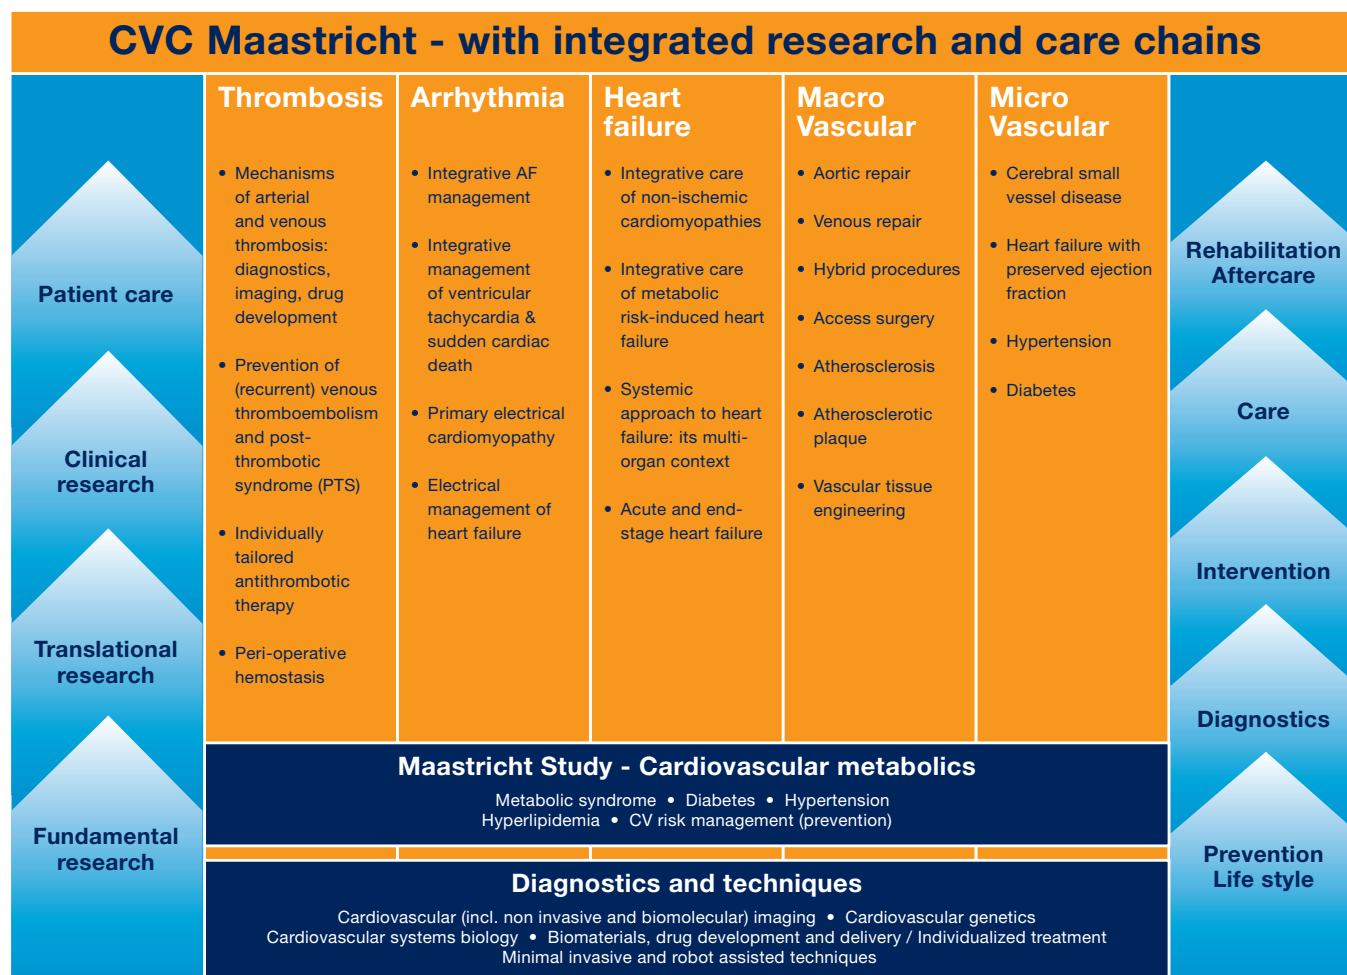 CVC Maastricht - with integrated research and care chains
Patient care
Clinical
research
Translational
research
Fundamental
research
Thrombosis
• Mechanisms
of arterial
and venous
thrombosis:
diagnostics,
imaging, drug
development
• Prevention of
(recurrent) venous
thromboembolism
and post-
thrombotic
syndrome (PTS)
• Individually
tailored
antithrombotic
therapy
• Peri-operative
hemostasis
Arrhythmia
• Integrative AF
management
• Integrative
management
of ventricular
tachycardia &
sudden cardiac
death
• Primary electrical
cardiomyopathy
• Electrical
management of
heart failure
Heart
failure
• Integrative care
of non-ischemic
cardiomyopathies
• Integrative care
of metabolic
risk-induced heart
failure
• Systemic
approach to heart
failure: its multi-
organ context
• Acute and end-
stage heart failure
Macro
Vascular
• Aortic repair
• Venous repair
• Hybrid procedures
• Access surgery
• Atherosclerosis
• Atherosclerotic
plaque
• Vascular tissue
engineering
Micro
Vascular
• Cerebral small
vessel disease
• Heart failure with
preserved ejection
fraction
• Hypertension
• Diabetes
Maastricht Study - Cardiovascular metabolics
Metabolic syndrome • Diabetes • Hypertension
Hyperlipidemia • CV risk management (prevention)
Diagnostics and techniques
Cardiovascular (incl. non invasive and biomolecular) imaging • Cardiovascular genetics
Cardiovascular systems biology • Biomaterials, drug development and delivery / Individualized treatment
Minimal invasive and robot assisted techniques
Rehabilitation
Aftercare
Care
Intervention
Diagnostics
Prevention
Life style